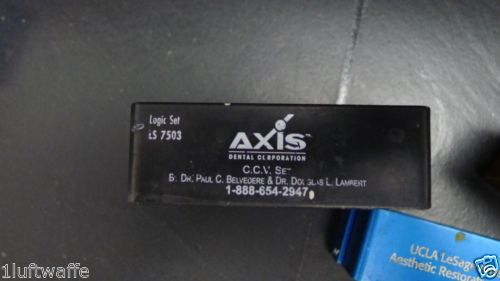 Logic Set
LS 7503
AXIS™
DENTAL CORPORATION
C.C.V. Set
By Dr. Paul C. Belvedere & Dr. Douglas L. Lambert
1-888-654-2947
UCLA LeSage
Aesthetic Restora
1luftwaffe